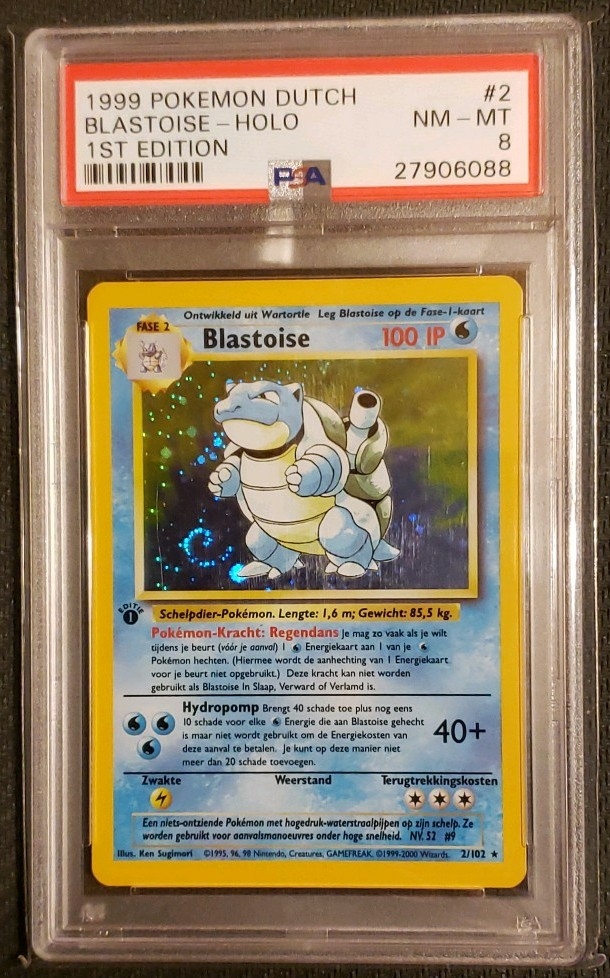 1999 POKEMON DUTCH #2
BLASTOISE - HOLO NM - MT
1ST EDITION 8
PSA 27906088
Ontwikkeld uit Wartortle Leg Blastoise op de Fase-1-kaart
FASE 2
Blastoise 100 IP
EDITIE 1
Schelpdier-Pokémon. Lengte: 1,6 m; Gewicht: 85,5 kg.
Pokémon-Kracht: Regendans Je mag zo vaak als je wilt
tijdens je beurt (vóór je aanval) 1 Energiekaart aan 1 van je
Pokémon hechten. (Hiermee wordt de aanhechting van 1 Energiekaart
voor je beurt niet opgebruikt.) Deze kracht kan niet worden
gebruikt als Blastoise In Slaap, Verward of Verlamd is.
Hydropomp Brengt 40 schade toe plus nog eens
10 schade voor elke Energie die aan Blastoise gehecht
is maar niet wordt gebruikt om de Energiekosten van
deze aanval te betalen. Je kunt op deze manier niet
meer dan 20 schade toevoegen.
40+
Zwakte Weerstand Terugtrekkingskosten
Een niets-ontziende Pokémon met hogedruk-waterstraalpijpen op zijn schelp. Ze
worden gebruikt voor aanvalsmanoeuvres onder hoge snelheid. NV. 52 #9
Illus. Ken Sugimori ©1995, 96, 98 Nintendo, Creatures, GAMEFREAK. ©1999-2000 Wizards. 2/102 ★